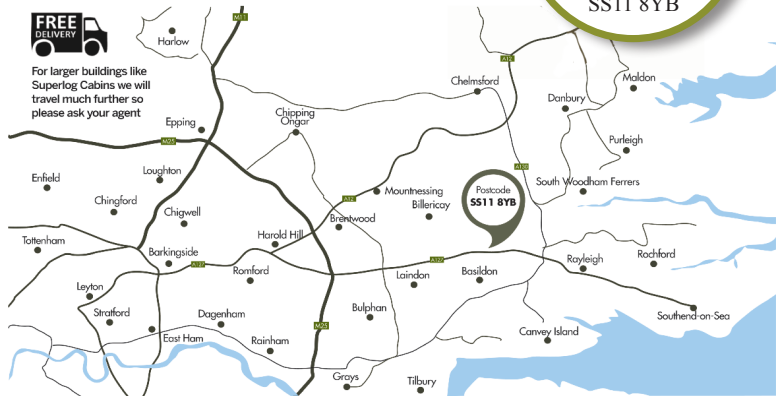 SS11 8YB
FREE
DELIVERY
For larger buildings like
Superlog Cabins we will
travel much further so
please ask your agent
M11
Harlow
A12
Chelmsford
Maldon
Danbury
Chipping
Ongar
Epping
M25
Purleigh
Loughton
Enfield
A130
South Woodham Ferrers
Postcode
SS11 8YB
Mountnessing
A12
Billericay
Chingford
Chigwell
Brentwood
Harold Hill
Tottenham
Barkingside
A127
A127
Romford
Laindon
Basildon
Rayleigh
Rochford
Leyton
Stratford
Dagenham
Bulphan
Southend-on-Sea
M25
East Ham
Rainham
Canvey Island
Grays
Tilbury